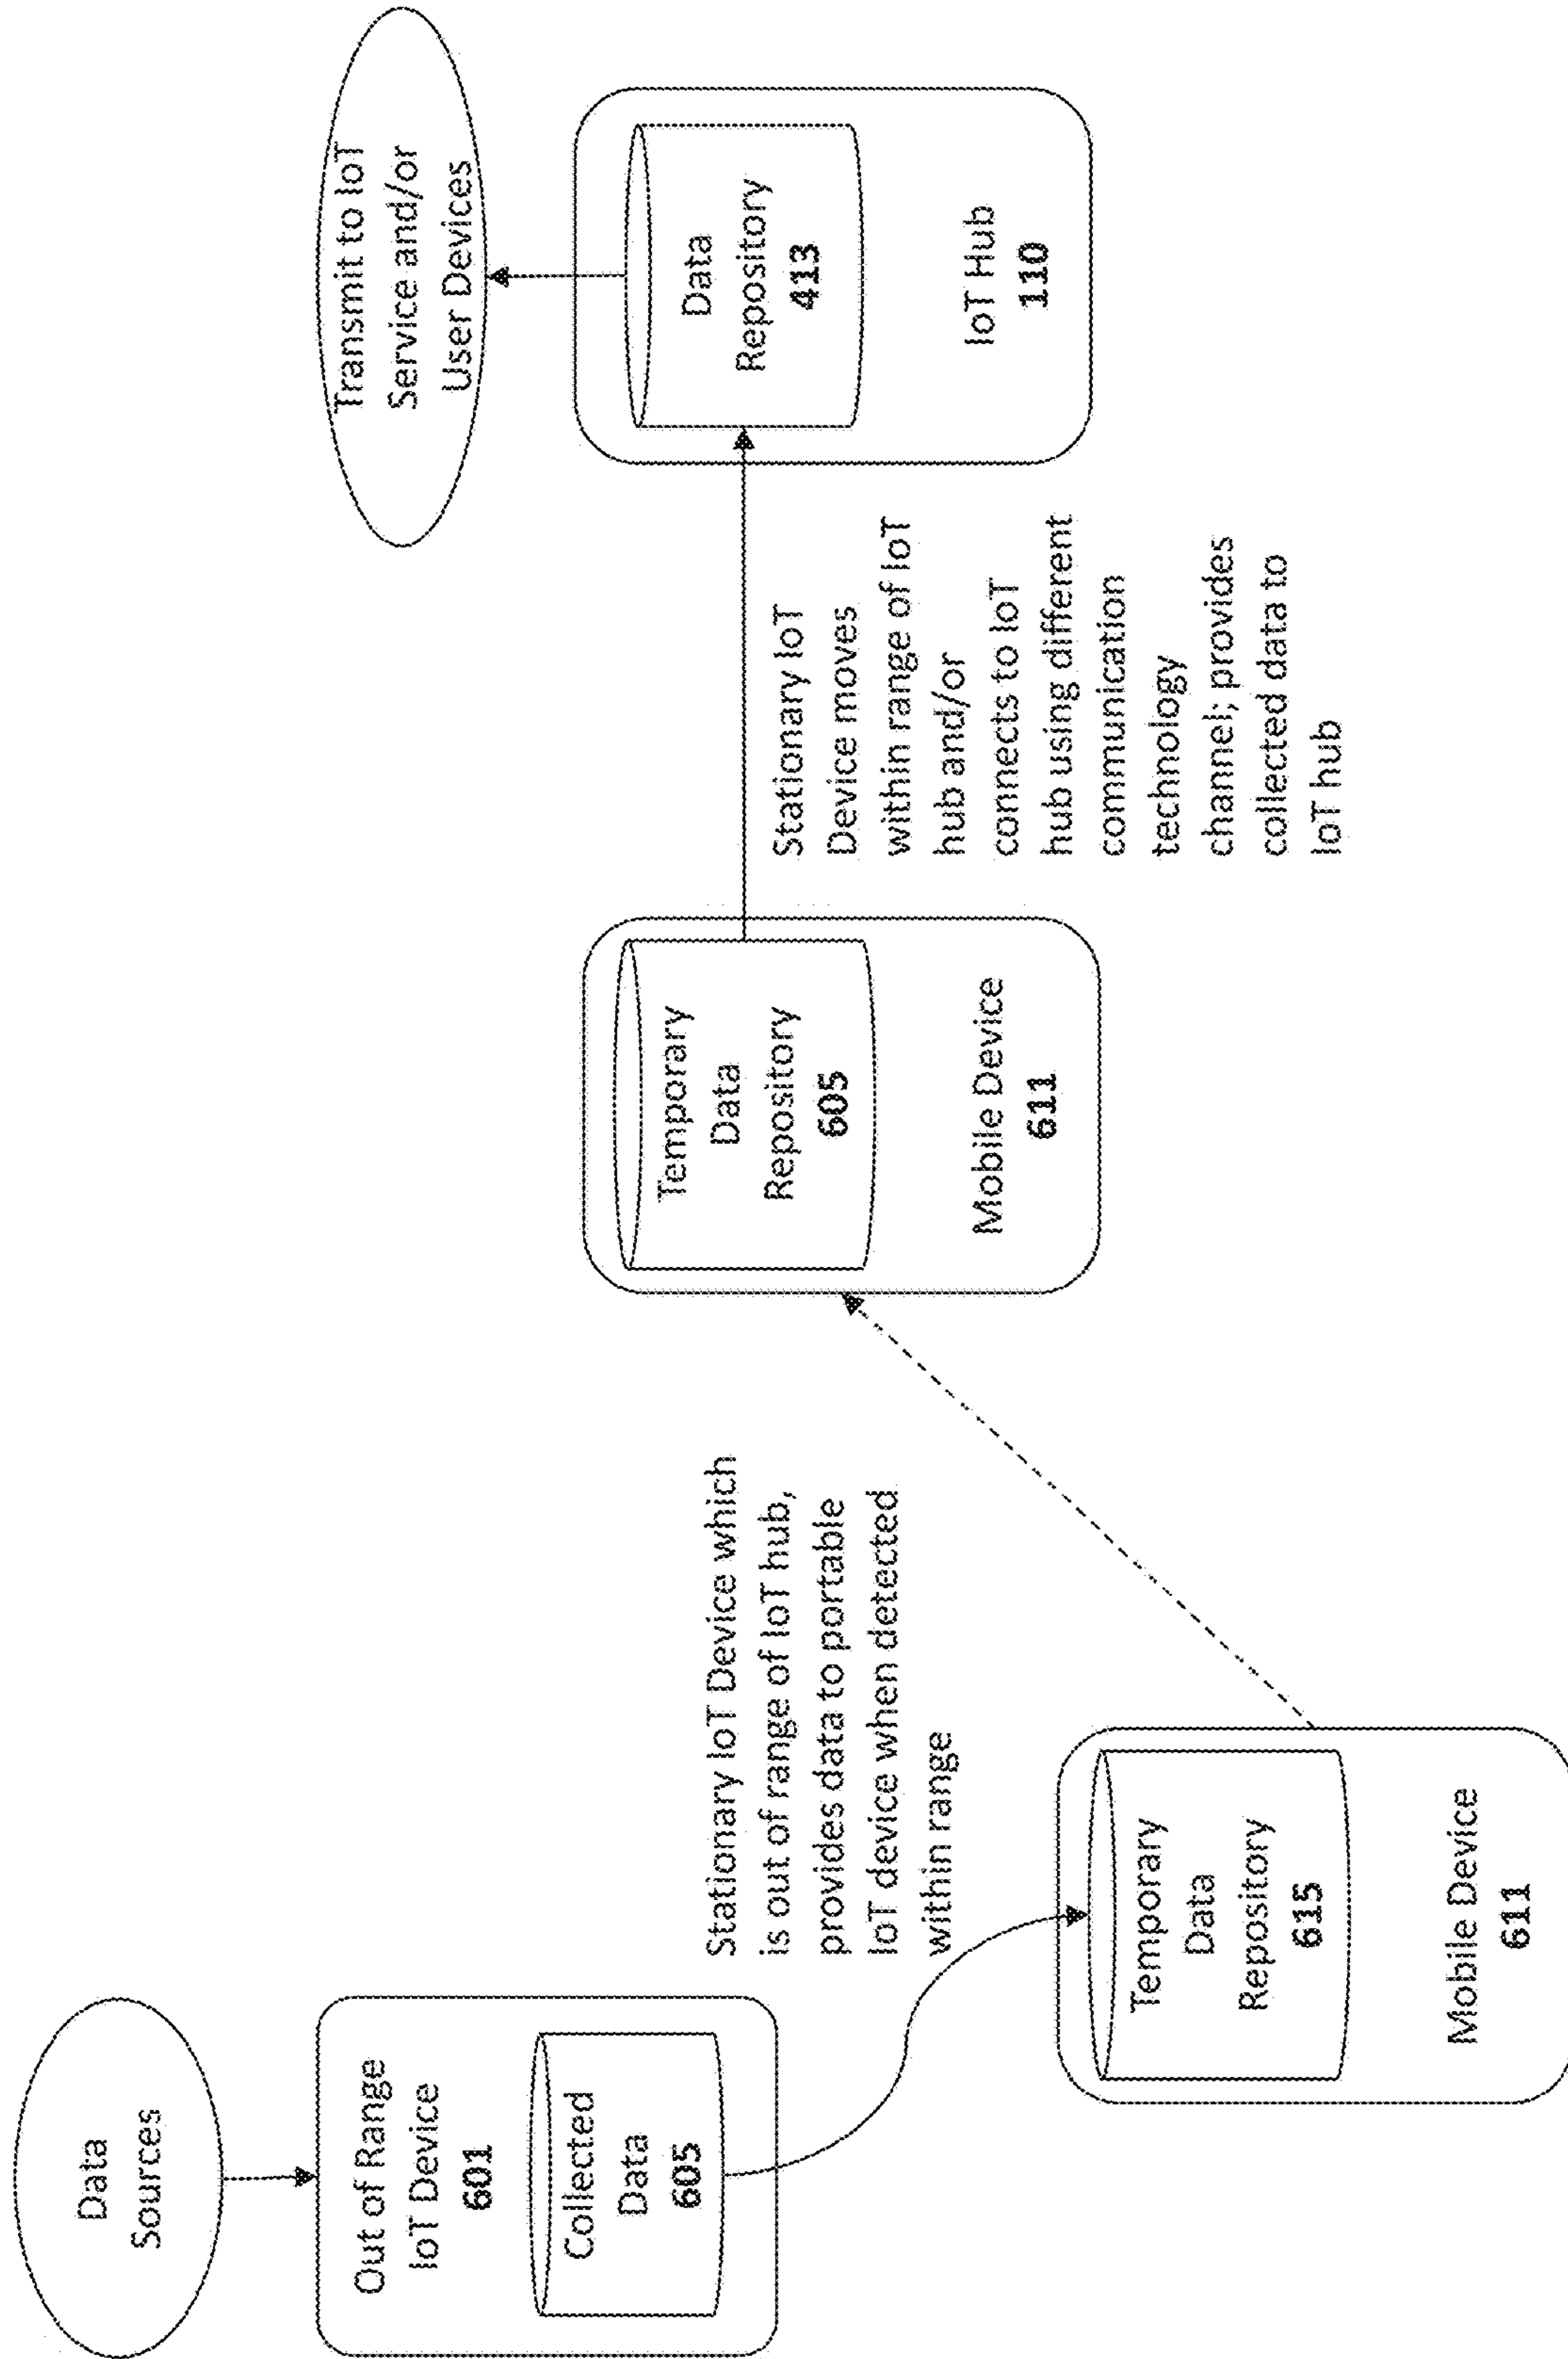 Data
Sources
Out of Range
IoT Device
601
Collected
Data
605
Stationary IoT Device which
is out of range of IoT hub,
provides data to portable
IoT device when detected
within range
Temporary
Data
Repository
615
Mobile Device
611
Temporary
Data
Repository
605
Mobile Device
611
Stationary IoT
Device moves
within range of IoT
hub and/or
connects to IoT
hub using different
communication
technology
channel; provides
collected data to
IoT hub
Transmit to IoT
Service and/or
User Devices
Data
Repository
413
IoT Hub
110